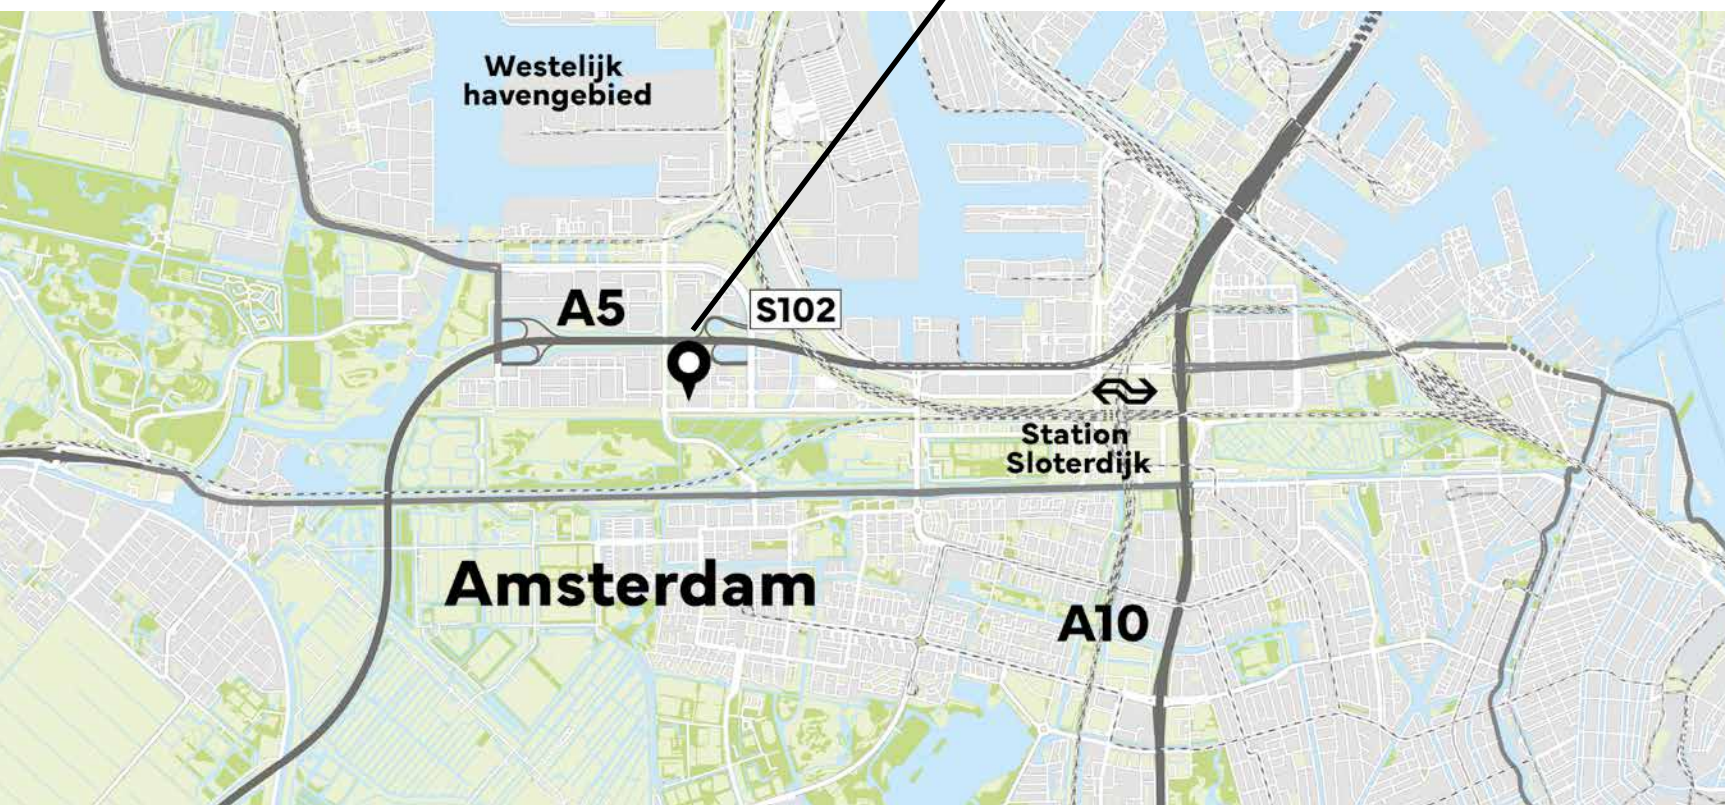 Westelijk
havengebied
A5
S102
Station
Sloterdijk
Amsterdam
A10